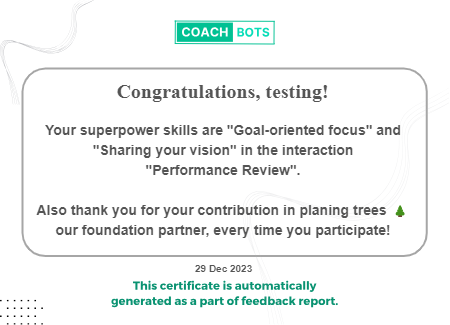 COACH BOTS
Congratulations, testing!
Your superpower skills are "Goal-oriented focus" and
"Sharing your vision" in the interaction
"Performance Review".
Also thank you for your contribution in planing trees 🌲
our foundation partner, every time you participate!
29 Dec 2023
This certificate is automatically
generated as a part of feedback report.